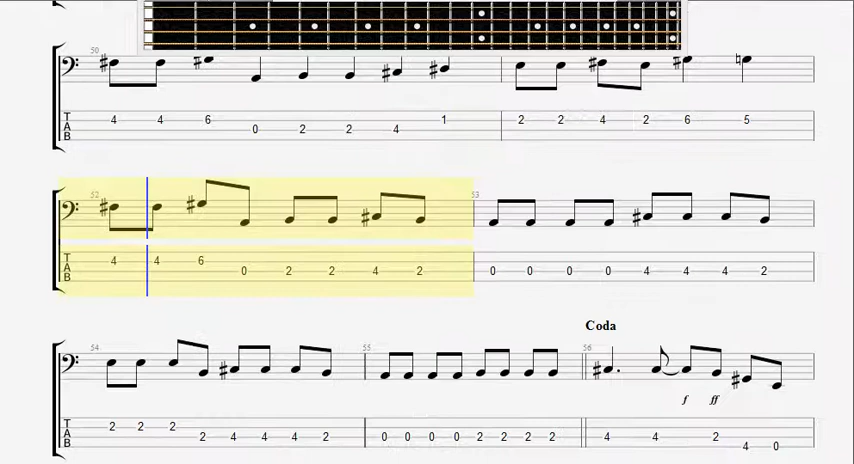 50
T 4 4 6 2 2 4 2 6 5
A 0 2 2 4 1
B
52 53
T 4 4 6
A 0 2 2 4 2 0 0 0 0 4 4 4 2
B
Coda
54 55 56
f ff
T 2 2 2
A 2 4 4 4 2 0 0 0 0 2 2 2 2 4 4 2
B 4 0